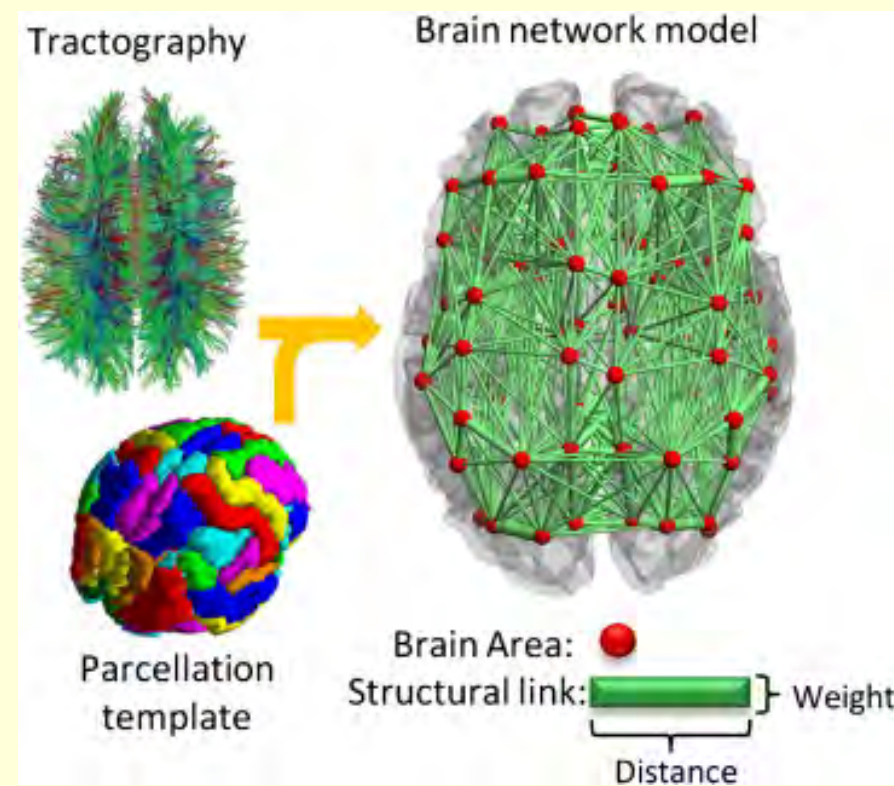 Tractography
Brain network model
Parcellation
template
Brain Area:
Structural link:
Weight
Distance